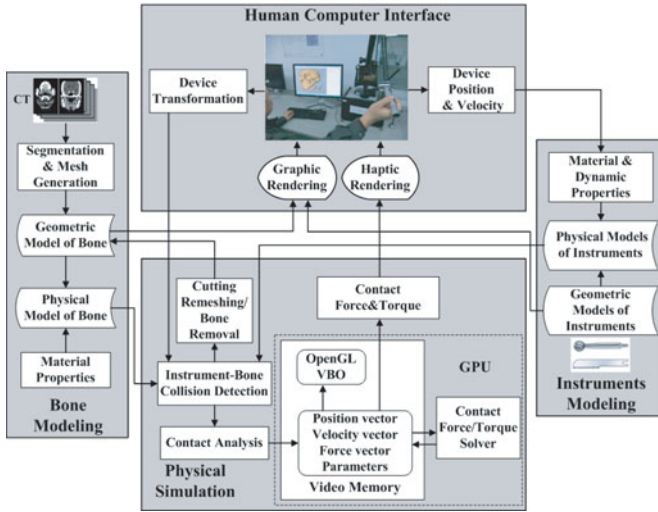 Human Computer Interface
Device
Transformation
Device
Position
& Velocity
Graphic
Rendering
Haptic
Rendering
CT
Segmentation
& Mesh
Generation
Geometric
Model of Bone
Physical
Model of Bone
Material
Properties
Bone
Modeling
Material &
Dynamic
Properties
Physical Models
of Instruments
Geometric
Models of
Instruments
Instruments
Modeling
Cutting
Remeshing/
Bone
Removal
Contact
Force&Torque
Instrument-Bone
Collision Detection
Contact Analysis
Physical
Simulation
OpenGL
VBO
GPU
Position vector
Velocity vector
Force vector
Parameters
Video Memory
Contact
Force/Torque
Solver